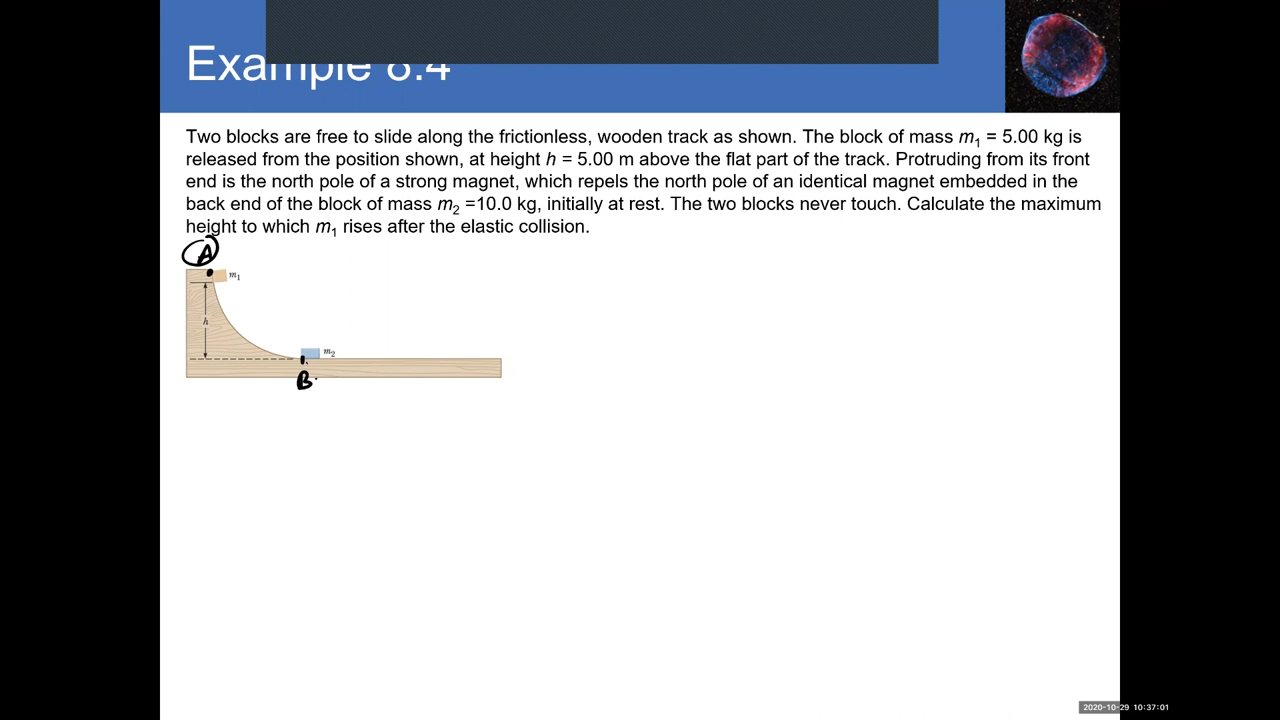 Example 8.4
Two blocks are free to slide along the frictionless, wooden track as shown. The block of mass m₁ = 5.00 kg is
released from the position shown, at height h = 5.00 m above the flat part of the track. Protruding from its front
end is the north pole of a strong magnet, which repels the north pole of an identical magnet embedded in the
back end of the block of mass m₂ =10.0 kg, initially at rest. The two blocks never touch. Calculate the maximum
height to which m₁ rises after the elastic collision.
A
m₁
h
m₂
B
2020-10-29 10:37:01